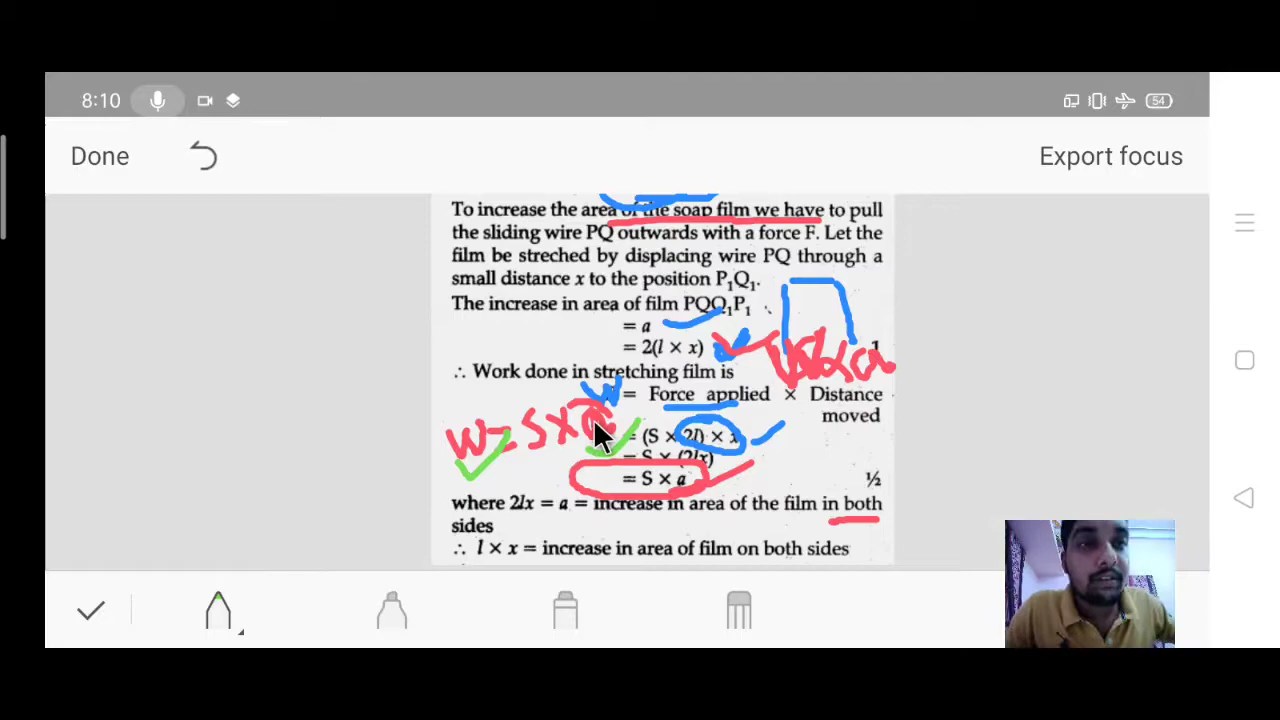 8:10
54
Done
Export focus
To increase the area of the soap film we have to pull
the sliding wire PQ outwards with a force F. Let the
film be streched by displacing wire PQ through a
small distance x to the position P₁Q₁.
The increase in area of film PQQ₁P₁
= a
= 2(l × x) 1
∴ Work done in stretching film is
W = Force applied × Distance
moved
W = S × = (S × 2l) × x
= S × (2lx)
= S × a ½
where 2lx = a = increase in area of the film in both
sides
∴ l × x = increase in area of film on both sides